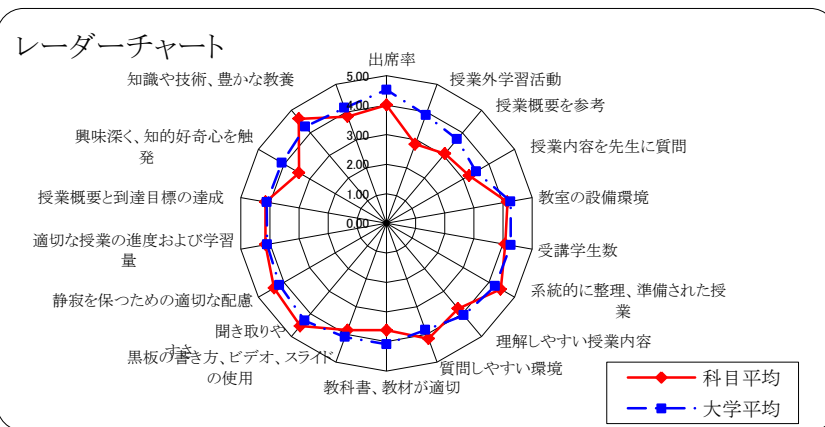 レーダーチャート
出席率
授業外学習活動
授業概要を参考
授業内容を先生に質問
教室の設備環境
受講学生数
系統的に整理、準備された授
業
理解しやすい授業内容
質問しやすい環境
教科書、教材が適切
黒板の書き方、ビデオ、スライド
の使用
聞き取りや
すさ
静寂を保つための適切な配慮
適切な授業の進度および学習
量
授業概要と到達目標の達成
興味深く、知的好奇心を触
発
知識や技術、豊かな教養
5.00
4.00
3.00
2.00
1.00
0.00
科目平均
大学平均